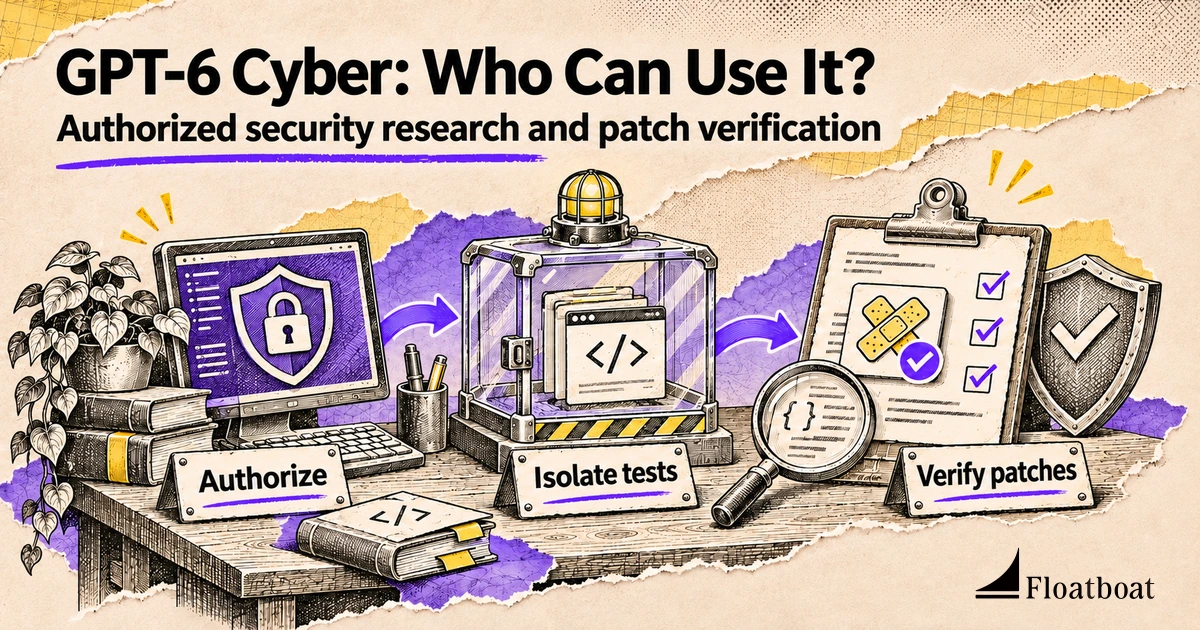 GPT-6 Cyber: Who Can Use It?
Authorized security research and patch verification
</>
{}
Authorize
Isolate tests
Verify patches
</>
Floatboat